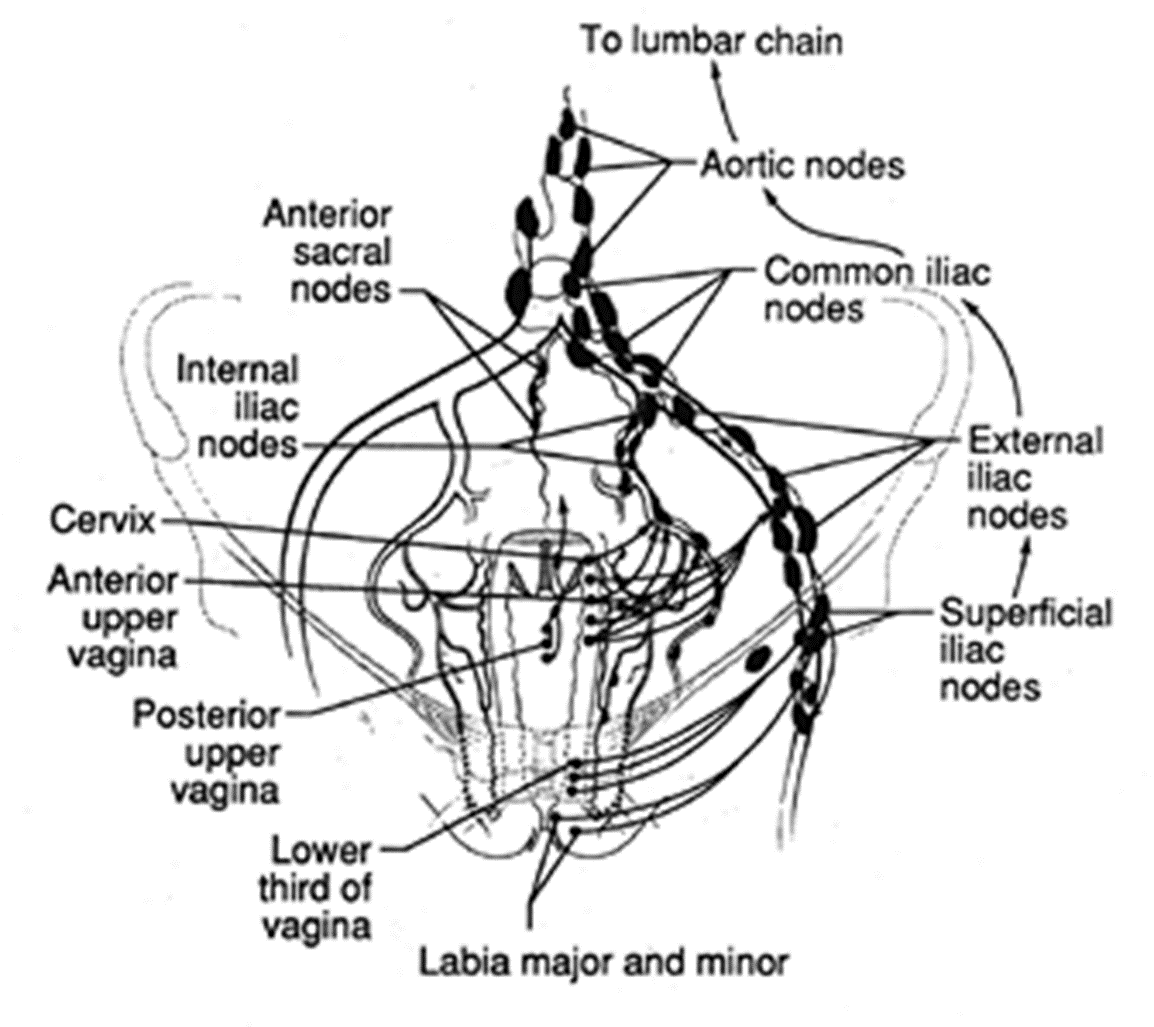 To lumbar chain
Aortic nodes
Anterior
sacral
nodes
Common iliac
nodes
Internal
iliac
nodes
External
iliac
nodes
Cervix
Anterior
upper
vagina
Superficial
iliac
nodes
Posterior
upper
vagina
Lower
third of
vagina
Labia major and minor